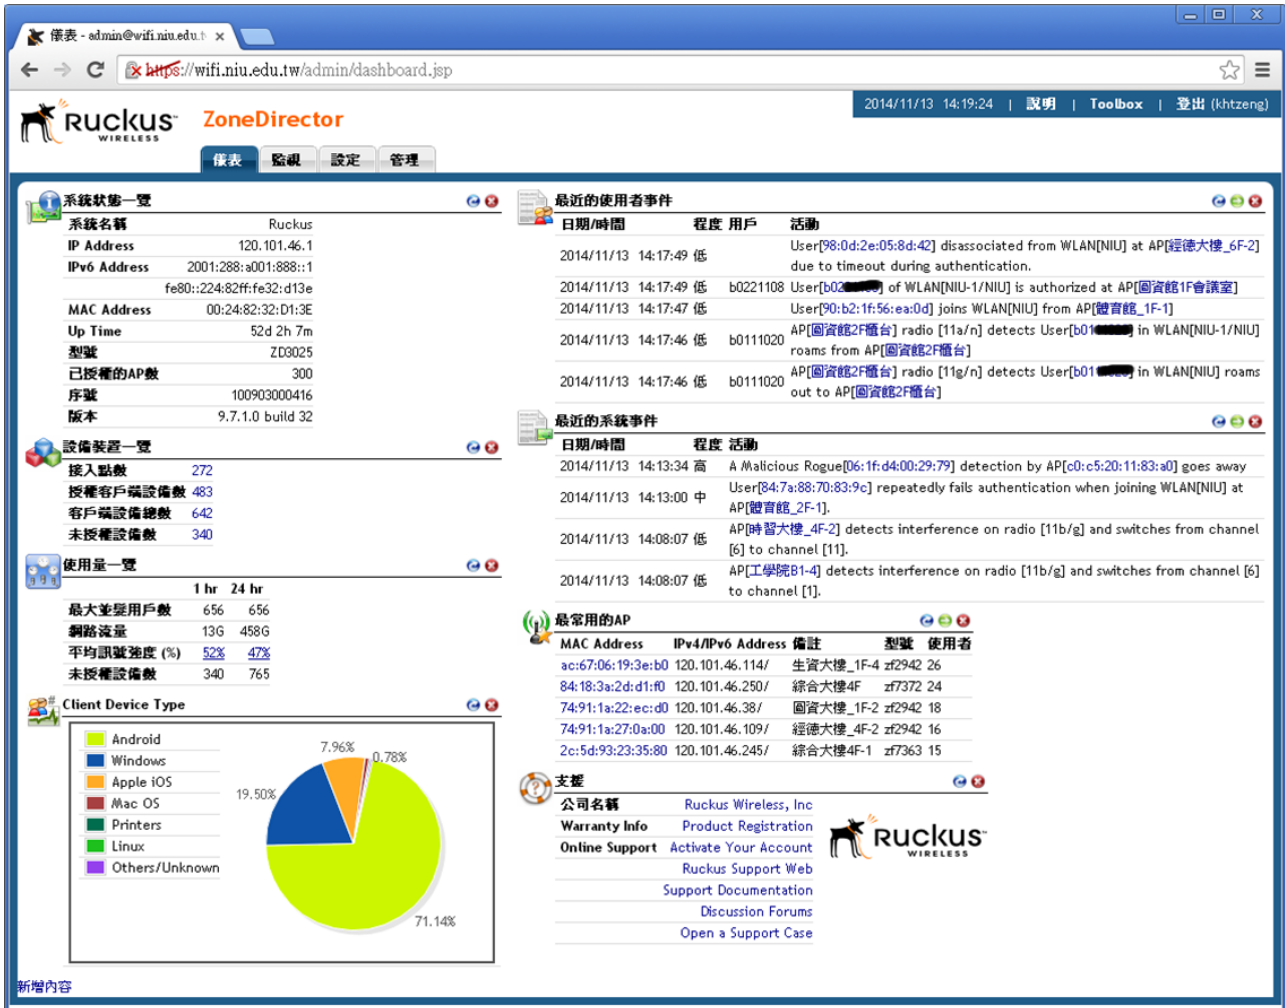 儀表 - admin@wifi.niu.edu.t
https://wifi.niu.edu.tw/admin/dashboard.jsp
2014/11/13 14:19:24 | 說明 | Toolbox | 登出 (khtzeng)
Ruckus WIRELESS ZoneDirector
儀表 監視 設定 管理
系統狀態一覽
系統名稱 Ruckus
IP Address 120.101.46.1
IPv6 Address 2001:288:a001:888::1
fe80::224:82ff:fe32:d13e
MAC Address 00:24:82:32:D1:3E
Up Time 52d 2h 7m
型號 ZD3025
已授權的AP數 300
序號 100903000416
版本 9.7.1.0 build 32
設備裝置一覽
接入點數 272
授權客戶端設備數 483
客戶端設備總數 642
未授權設備數 340
使用量一覽
1 hr 24 hr
最大並發用戶數 656 656
網路流量 13G 458G
平均訊號強度 (%) 52% 47%
未授權設備數 340 765
Client Device Type
Android
Windows
Apple iOS
Mac OS
Printers
Linux
Others/Unknown
7.96%
0.78%
19.50%
71.14%
新增內容
最近的使用者事件
日期/時間 程度 用戶 活動
2014/11/13 14:17:49 低 User[98:0d:2e:05:8d:42] disassociated from WLAN[NIU] at AP[經德大樓_6F-2]
due to timeout during authentication.
2014/11/13 14:17:49 低 b0221108 User[b02 ] of WLAN[NIU-1/NIU] is authorized at AP[圖資館1F會議室]
2014/11/13 14:17:47 低 User[90:b2:1f:56:ea:0d] joins WLAN[NIU] from AP[體育館_1F-1]
2014/11/13 14:17:46 低 b0111020 AP[圖資館2F櫃台] radio [11a/n] detects User[b01 ] in WLAN[NIU-1/NIU]
roams from AP[圖資館2F櫃台]
2014/11/13 14:17:46 低 b0111020 AP[圖資館2F櫃台] radio [11g/n] detects User[b01 ] in WLAN[NIU] roams
out to AP[圖資館2F櫃台]
最近的系統事件
日期/時間 程度 活動
2014/11/13 14:13:34 高 A Malicious Rogue[06:1f:d4:00:29:79] detection by AP[c0:c5:20:11:83:a0] goes away
2014/11/13 14:13:00 中 User[84:7a:88:70:83:9c] repeatedly fails authentication when joining WLAN[NIU] at
AP[體育館_2F-1].
2014/11/13 14:08:07 低 AP[時習大樓_4F-2] detects interference on radio [11b/g] and switches from channel
[6] to channel [11].
2014/11/13 14:08:07 低 AP[工學院B1-4] detects interference on radio [11b/g] and switches from channel [6]
to channel [1].
最常用的AP
MAC Address IPv4/IPv6 Address 備註 型號 使用者
ac:67:06:19:3e:b0 120.101.46.114/ 生資大樓_1F-4 zf2942 26
84:18:3a:2d:d1:f0 120.101.46.250/ 綜合大樓4F zf7372 24
74:91:1a:22:ec:d0 120.101.46.38/ 圖資大樓_1F-2 zf2942 18
74:91:1a:27:0a:00 120.101.46.109/ 經德大樓_4F-2 zf2942 16
2c:5d:93:23:35:80 120.101.46.245/ 綜合大樓4F-1 zf7363 15
支援
公司名稱 Ruckus Wireless, Inc
Warranty Info Product Registration
Online Support Activate Your Account
Ruckus Support Web
Support Documentation
Discussion Forums
Open a Support Case
Ruckus WIRELESS